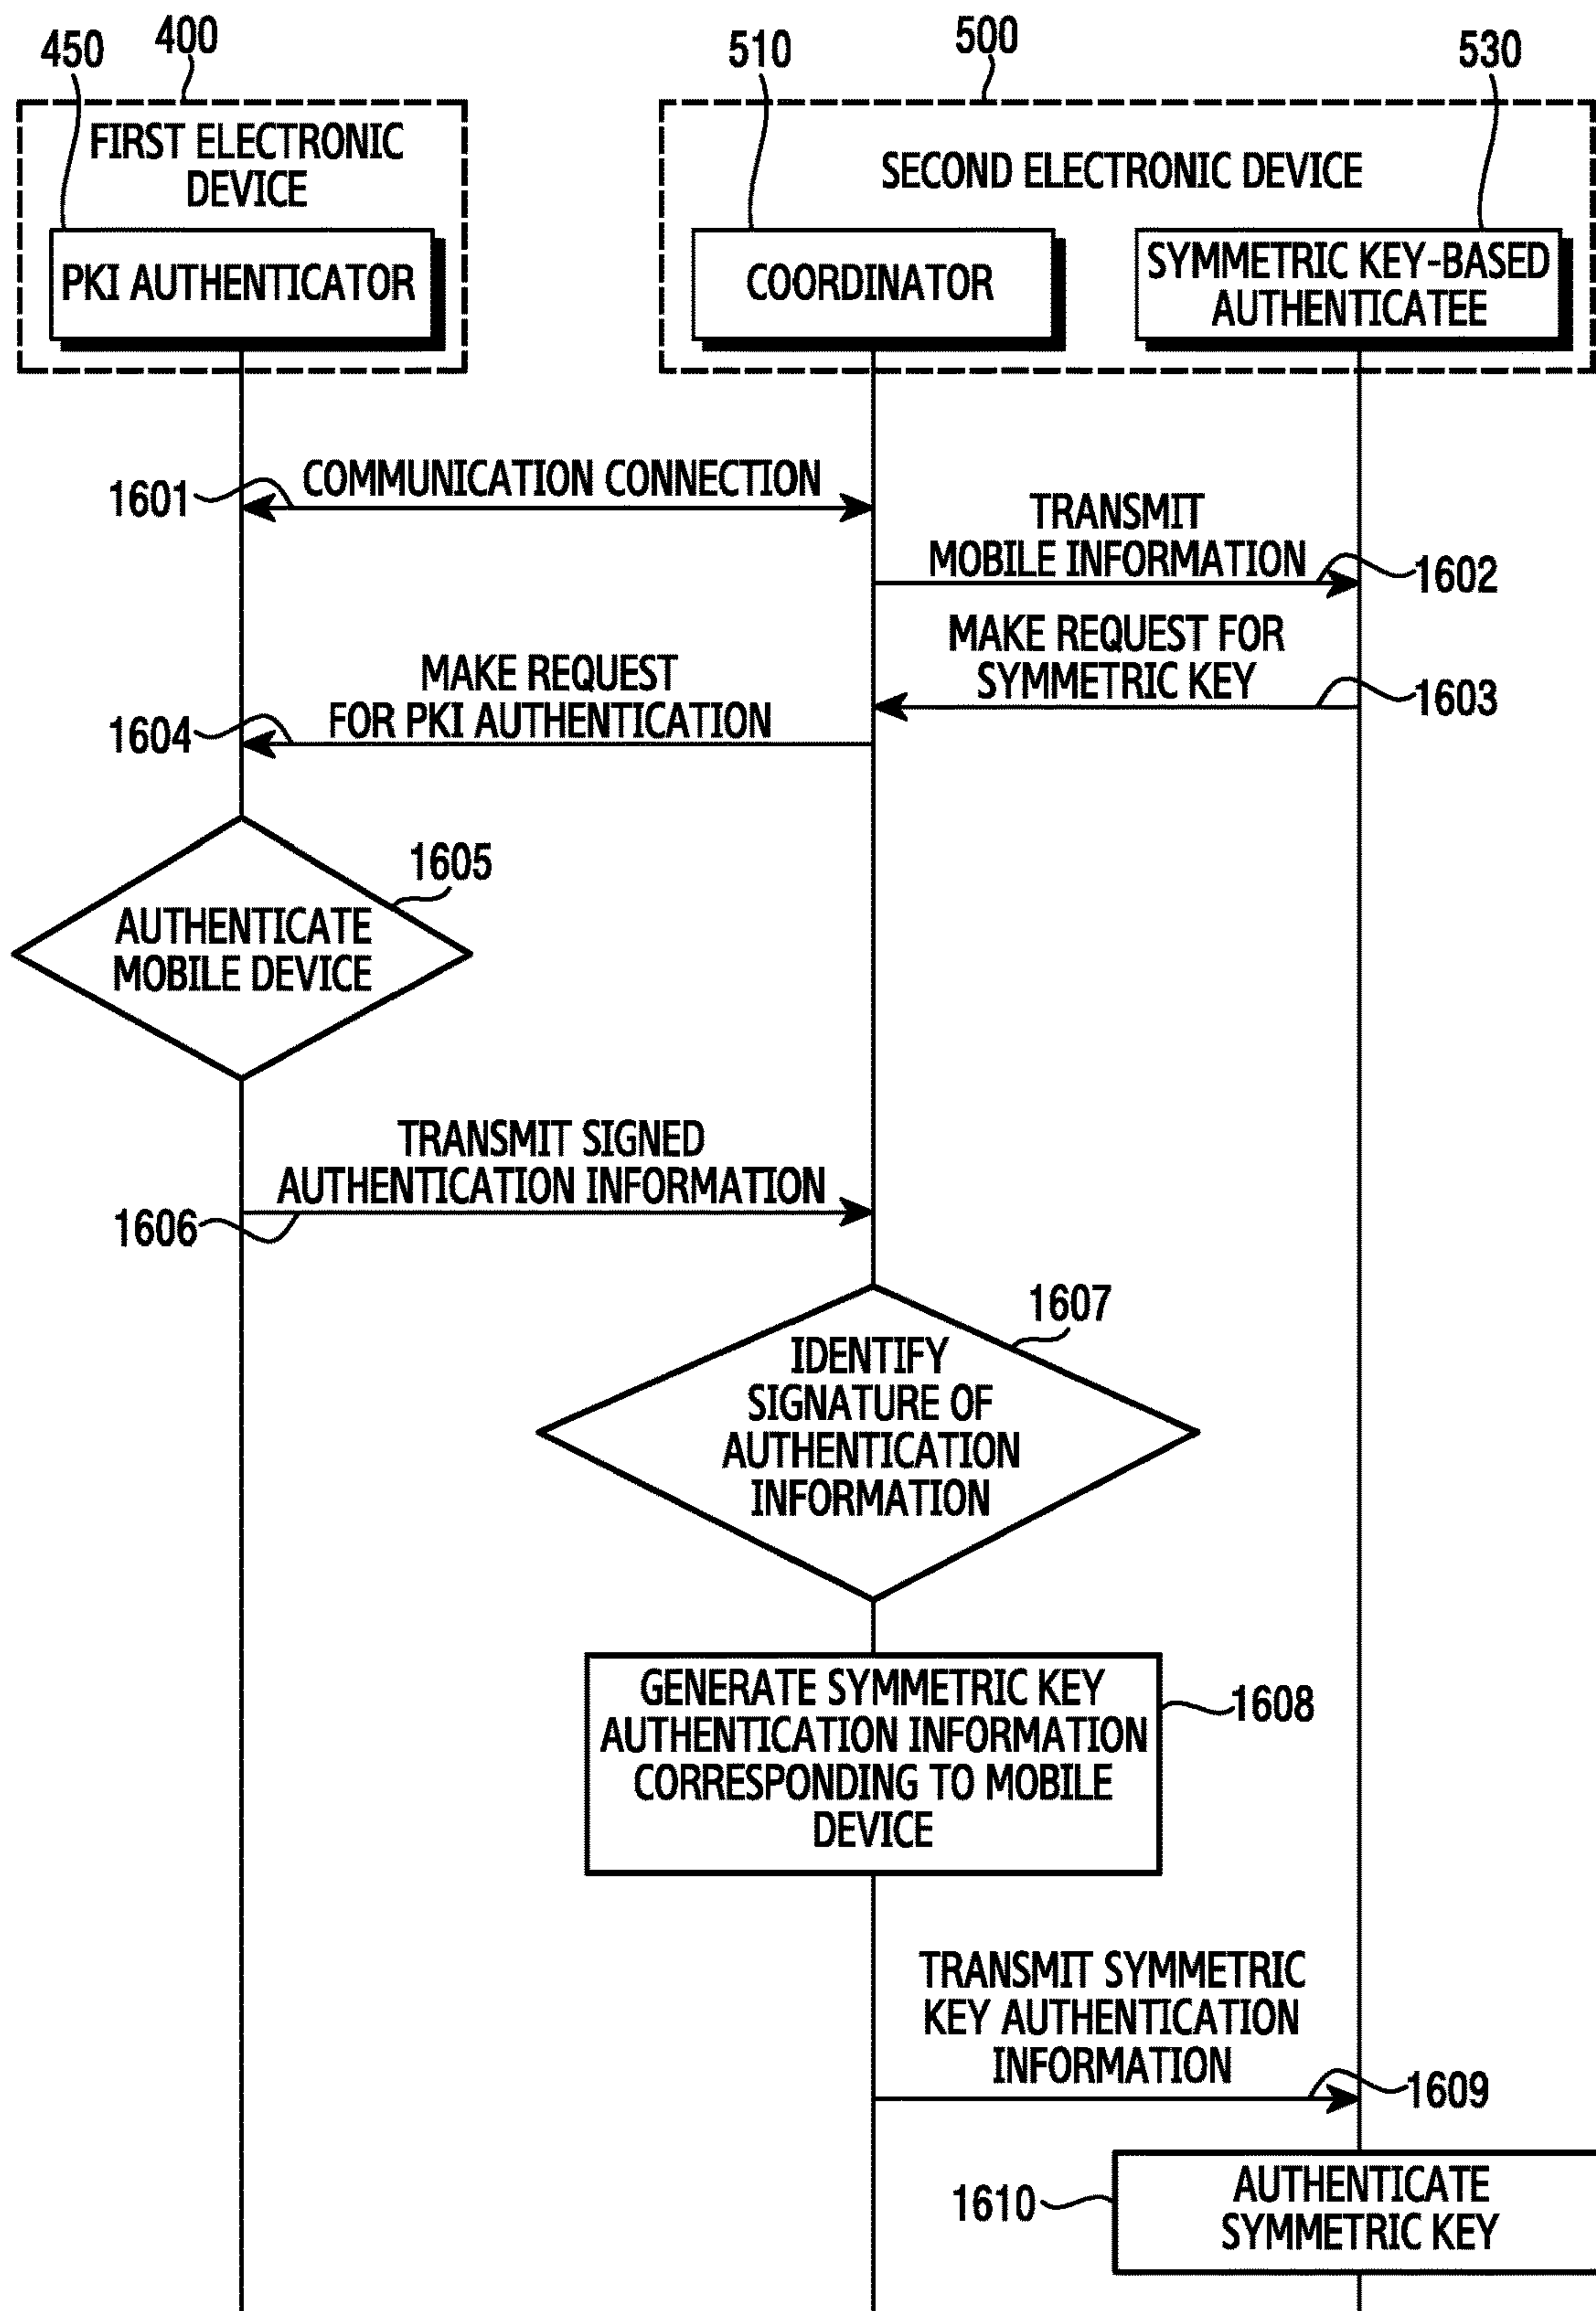 450
400
510
500
530
FIRST ELECTRONIC
DEVICE
SECOND ELECTRONIC DEVICE
PKI AUTHENTICATOR
COORDINATOR
SYMMETRIC KEY-BASED
AUTHENTICATEE
1601
COMMUNICATION CONNECTION
TRANSMIT
MOBILE INFORMATION
1602
MAKE REQUEST FOR
SYMMETRIC KEY
1603
MAKE REQUEST
FOR PKI AUTHENTICATION
1604
1605
AUTHENTICATE
MOBILE DEVICE
TRANSMIT SIGNED
AUTHENTICATION INFORMATION
1606
1607
IDENTIFY
SIGNATURE OF
AUTHENTICATION
INFORMATION
GENERATE SYMMETRIC KEY
AUTHENTICATION INFORMATION
CORRESPONDING TO MOBILE
DEVICE
1608
TRANSMIT SYMMETRIC
KEY AUTHENTICATION
INFORMATION
1609
1610
AUTHENTICATE
SYMMETRIC KEY